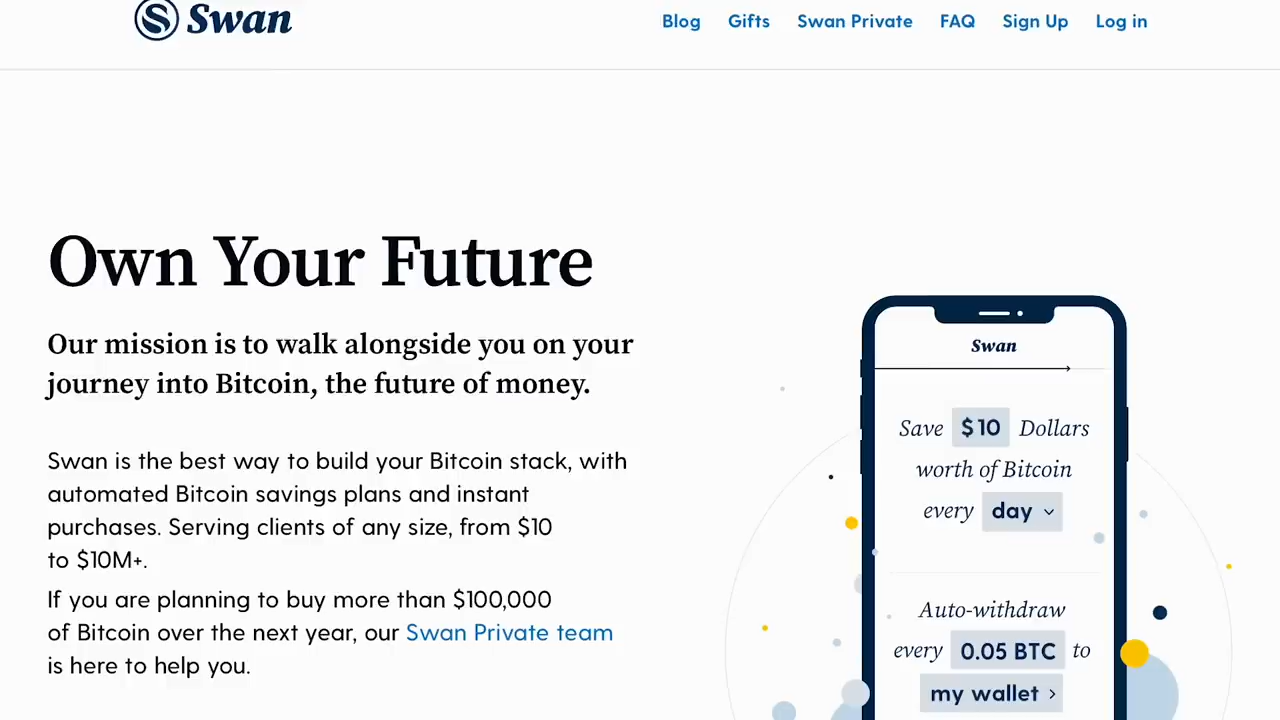 Swan
Blog Gifts Swan Private FAQ Sign Up Log in
Own Your Future
Our mission is to walk alongside you on your
journey into Bitcoin, the future of money.
Swan is the best way to build your Bitcoin stack, with
automated Bitcoin savings plans and instant
purchases. Serving clients of any size, from $10
to $10M+.
If you are planning to buy more than $100,000
of Bitcoin over the next year, our Swan Private team
is here to help you.
Swan
Save $10 Dollars
worth of Bitcoin
every day
Auto-withdraw
every 0.05 BTC to
my wallet